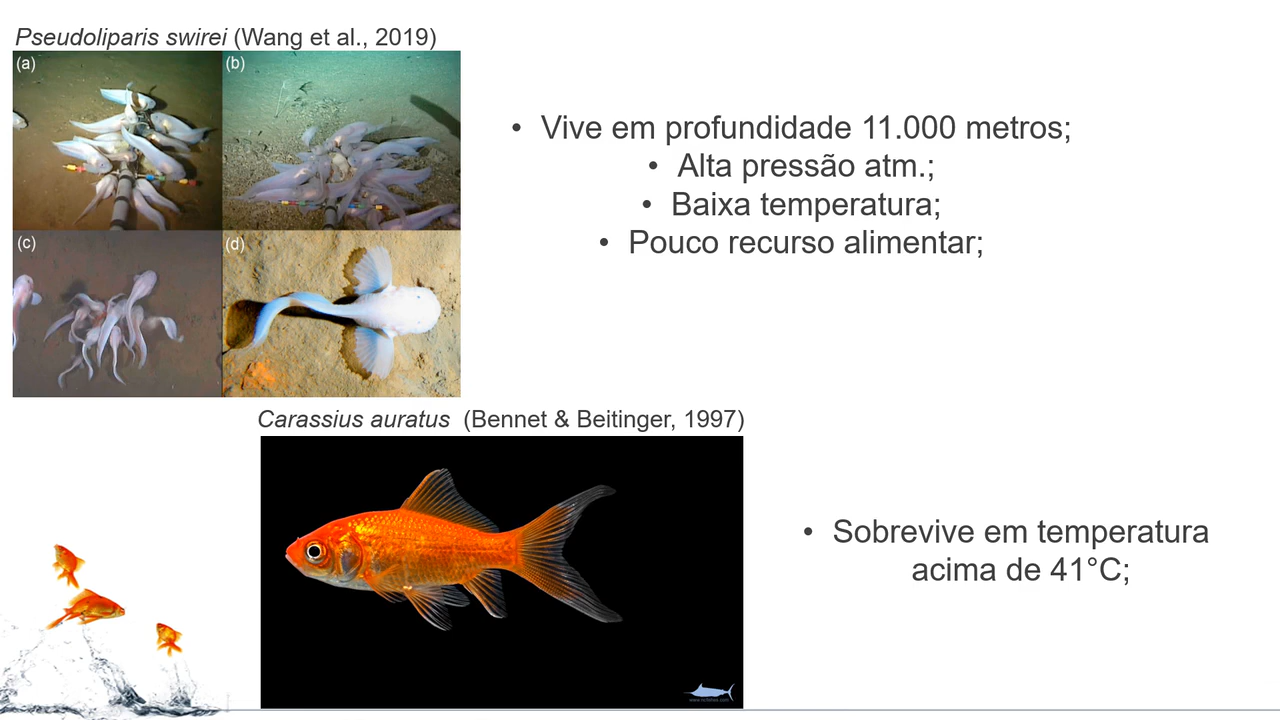 Pseudoliparis swirei (Wang et al., 2019)
(a)
(b)
(c)
(d)
• Vive em profundidade 11.000 metros;
• Alta pressão atm.;
• Baixa temperatura;
• Pouco recurso alimentar;
Carassius auratus (Bennet & Beitinger, 1997)
• Sobrevive em temperatura
acima de 41°C;